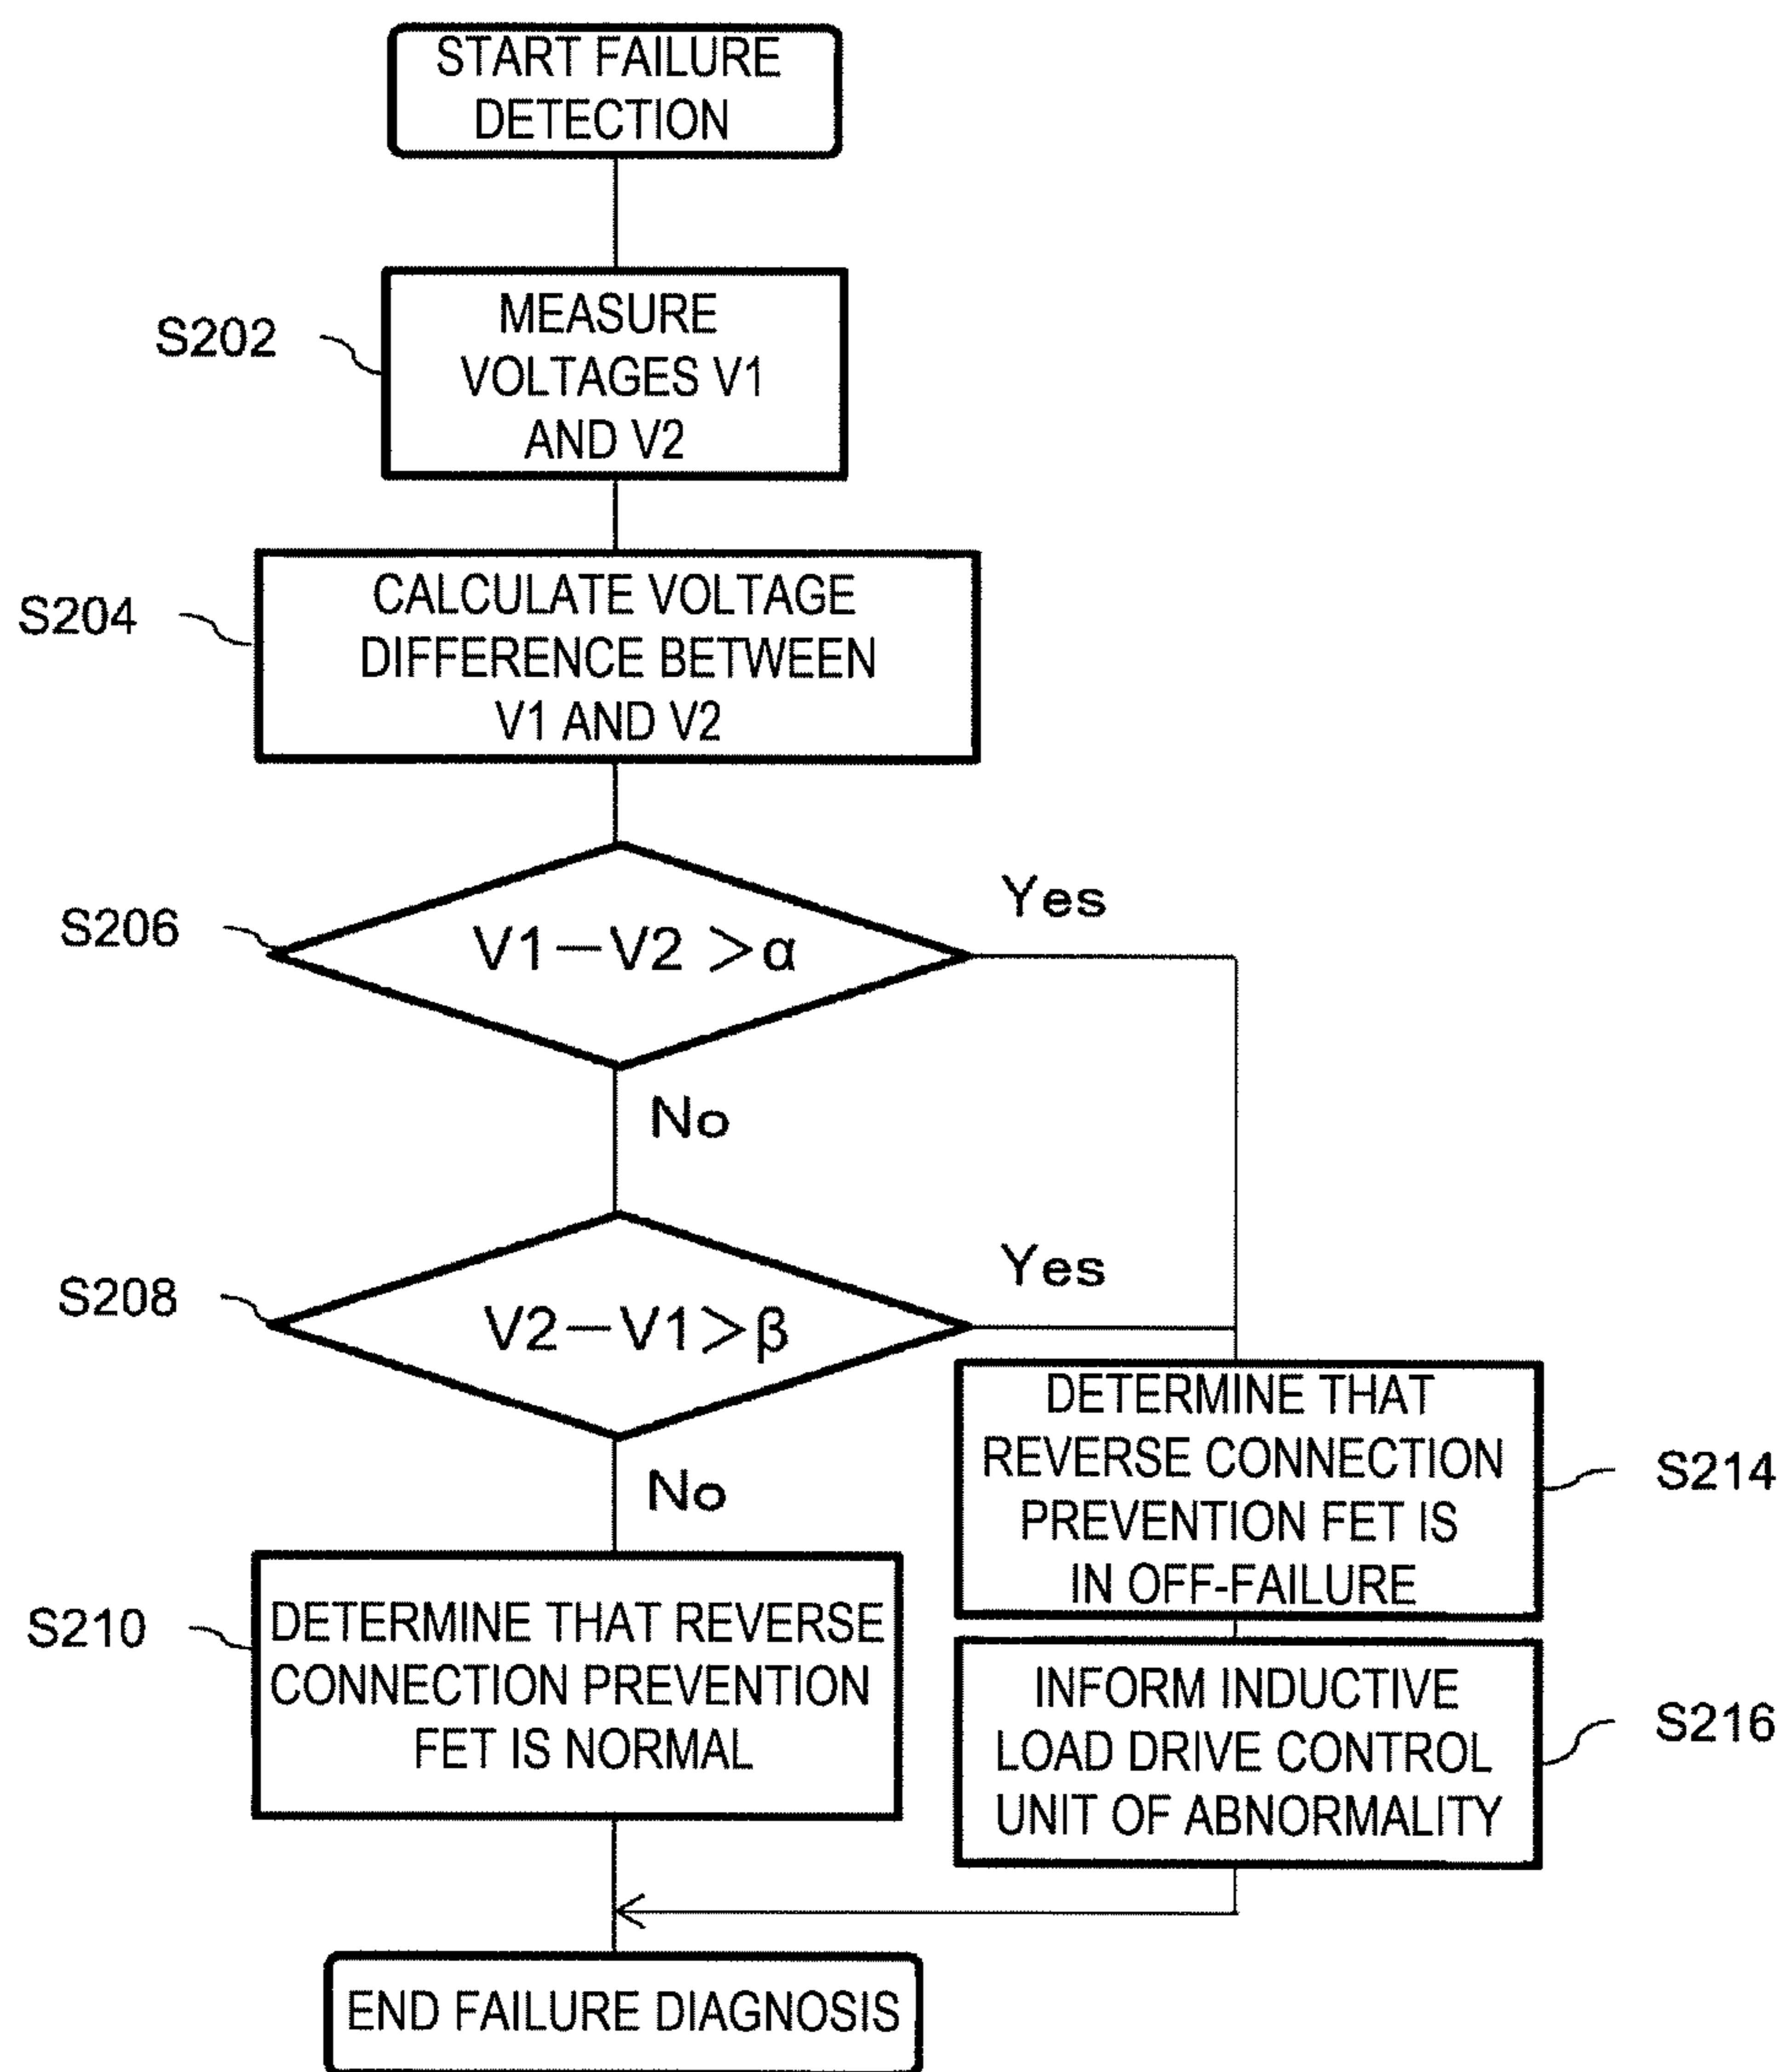 START FAILURE
DETECTION
S202
MEASURE
VOLTAGES V1
AND V2
S204
CALCULATE VOLTAGE
DIFFERENCE BETWEEN
V1 AND V2
S206
V1−V2 >α
Yes
No
S208
V2−V1>β
Yes
No
S210
DETERMINE THAT REVERSE
CONNECTION PREVENTION
FET IS NORMAL
DETERMINE THAT
REVERSE CONNECTION
PREVENTION FET IS
IN OFF-FAILURE
S214
INFORM INDUCTIVE
LOAD DRIVE CONTROL
UNIT OF ABNORMALITY
S216
END FAILURE DIAGNOSIS